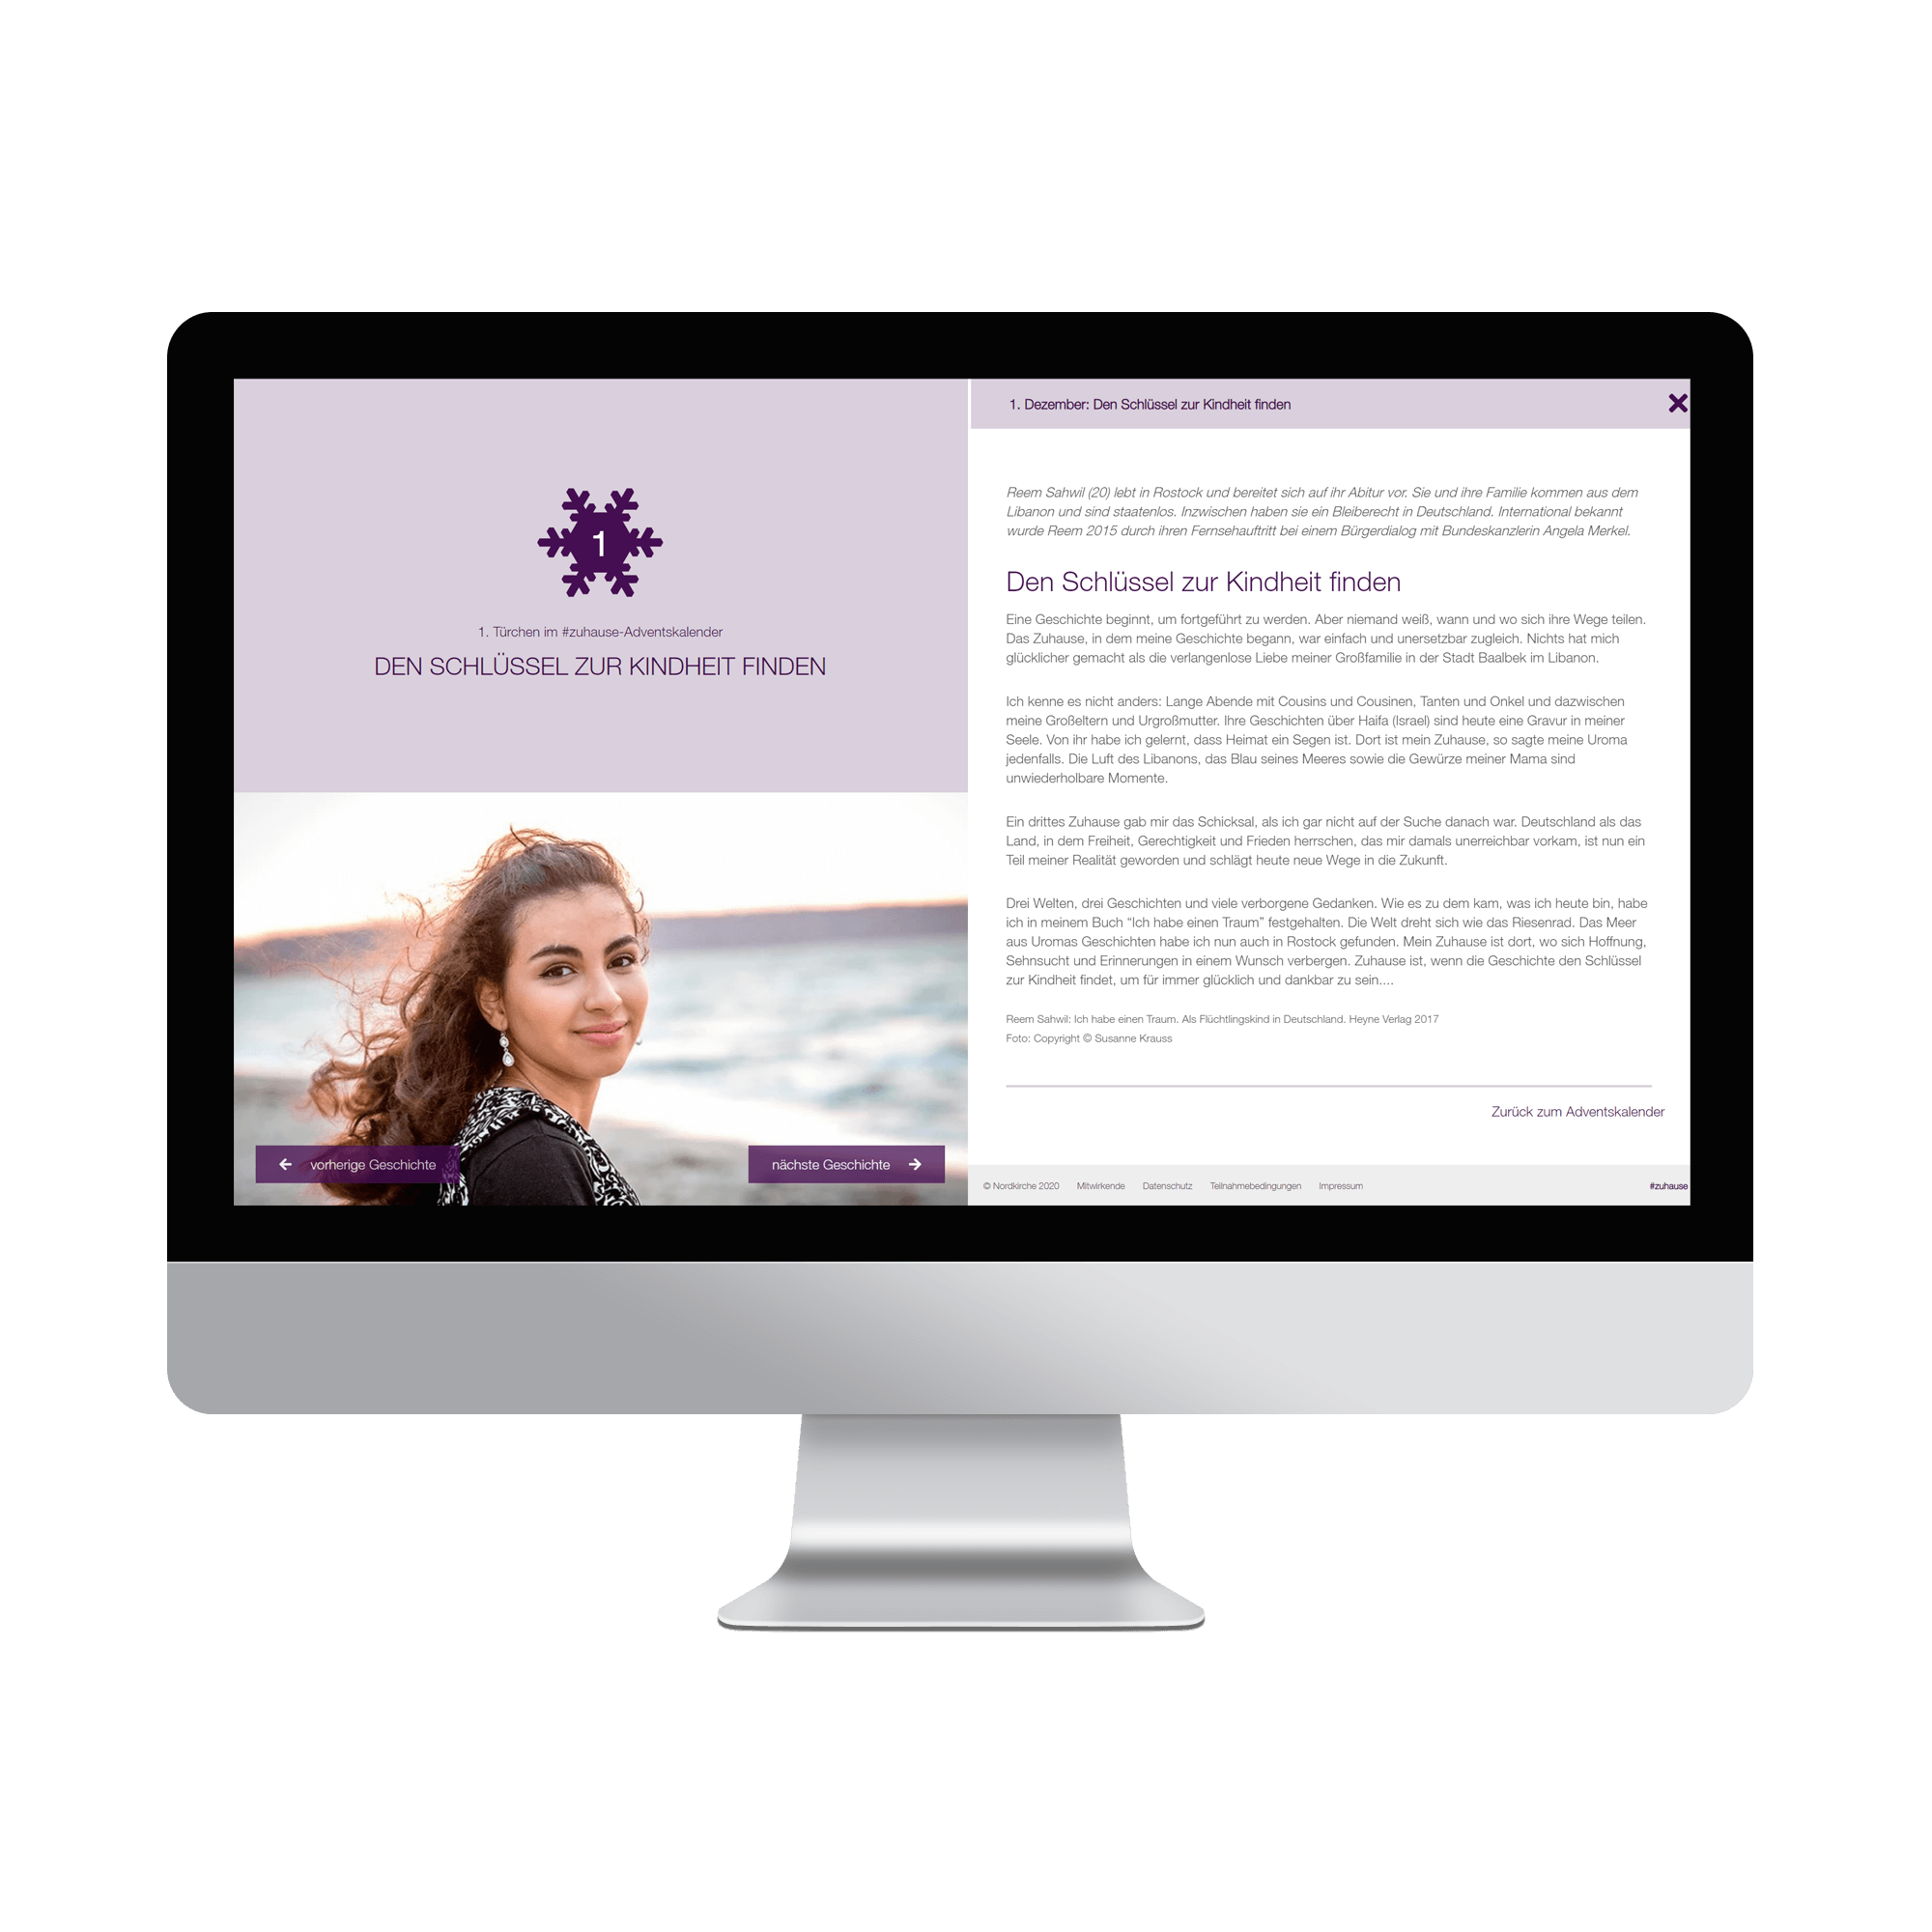 1
1. Türchen im #zuhause-Adventskalender
DEN SCHLÜSSEL ZUR KINDHEIT FINDEN
vorherige Geschichte
nächste Geschichte
1. Dezember: Den Schlüssel zur Kindheit finden
Reem Sahwil (20) lebt in Rostock und bereitet sich auf ihr Abitur vor. Sie und ihre Familie kommen aus dem
Libanon und sind staatenlos. Inzwischen haben sie ein Bleiberecht in Deutschland. International bekannt
wurde Reem 2015 durch ihren Fernsehauftritt bei einem Bürgerdialog mit Bundeskanzlerin Angela Merkel.
Den Schlüssel zur Kindheit finden
Eine Geschichte beginnt, um fortgeführt zu werden. Aber niemand weiß, wann und wo sich ihre Wege teilen.
Das Zuhause, in dem meine Geschichte begann, war einfach und unersetzbar zugleich. Nichts hat mich
glücklicher gemacht als die verlangenlose Liebe meiner Großfamilie in der Stadt Baalbek im Libanon.
Ich kenne es nicht anders: Lange Abende mit Cousins und Cousinen, Tanten und Onkel und dazwischen
meine Großeltern und Urgroßmutter. Ihre Geschichten über Haifa (Israel) sind heute eine Gravur in meiner
Seele. Von ihr habe ich gelernt, dass Heimat ein Segen ist. Dort ist mein Zuhause, so sagte meine Uroma
jedenfalls. Die Luft des Libanons, das Blau seines Meeres sowie die Gewürze meiner Mama sind
unwiederholbare Momente.
Ein drittes Zuhause gab mir das Schicksal, als ich gar nicht auf der Suche danach war. Deutschland als das
Land, in dem Freiheit, Gerechtigkeit und Frieden herrschen, das mir damals unerreichbar vorkam, ist nun ein
Teil meiner Realität geworden und schlägt heute neue Wege in die Zukunft.
Drei Welten, drei Geschichten und viele verborgene Gedanken. Wie es zu dem kam, was ich heute bin, habe
ich in meinem Buch “Ich habe einen Traum” festgehalten. Die Welt dreht sich wie das Riesenrad. Das Meer
aus Uromas Geschichten habe ich nun auch in Rostock gefunden. Mein Zuhause ist dort, wo sich Hoffnung,
Sehnsucht und Erinnerungen in einem Wunsch verbergen. Zuhause ist, wenn die Geschichte den Schlüssel
zur Kindheit findet, um für immer glücklich und dankbar zu sein....
Reem Sahwil: Ich habe einen Traum. Als Flüchtlingskind in Deutschland. Heyne Verlag 2017
Foto: Copyright © Susanne Krauss
Zurück zum Adventskalender
© Nordkirche 2020 Mitwirkende Datenschutz Teilnahmebedingungen Impressum #zuhause